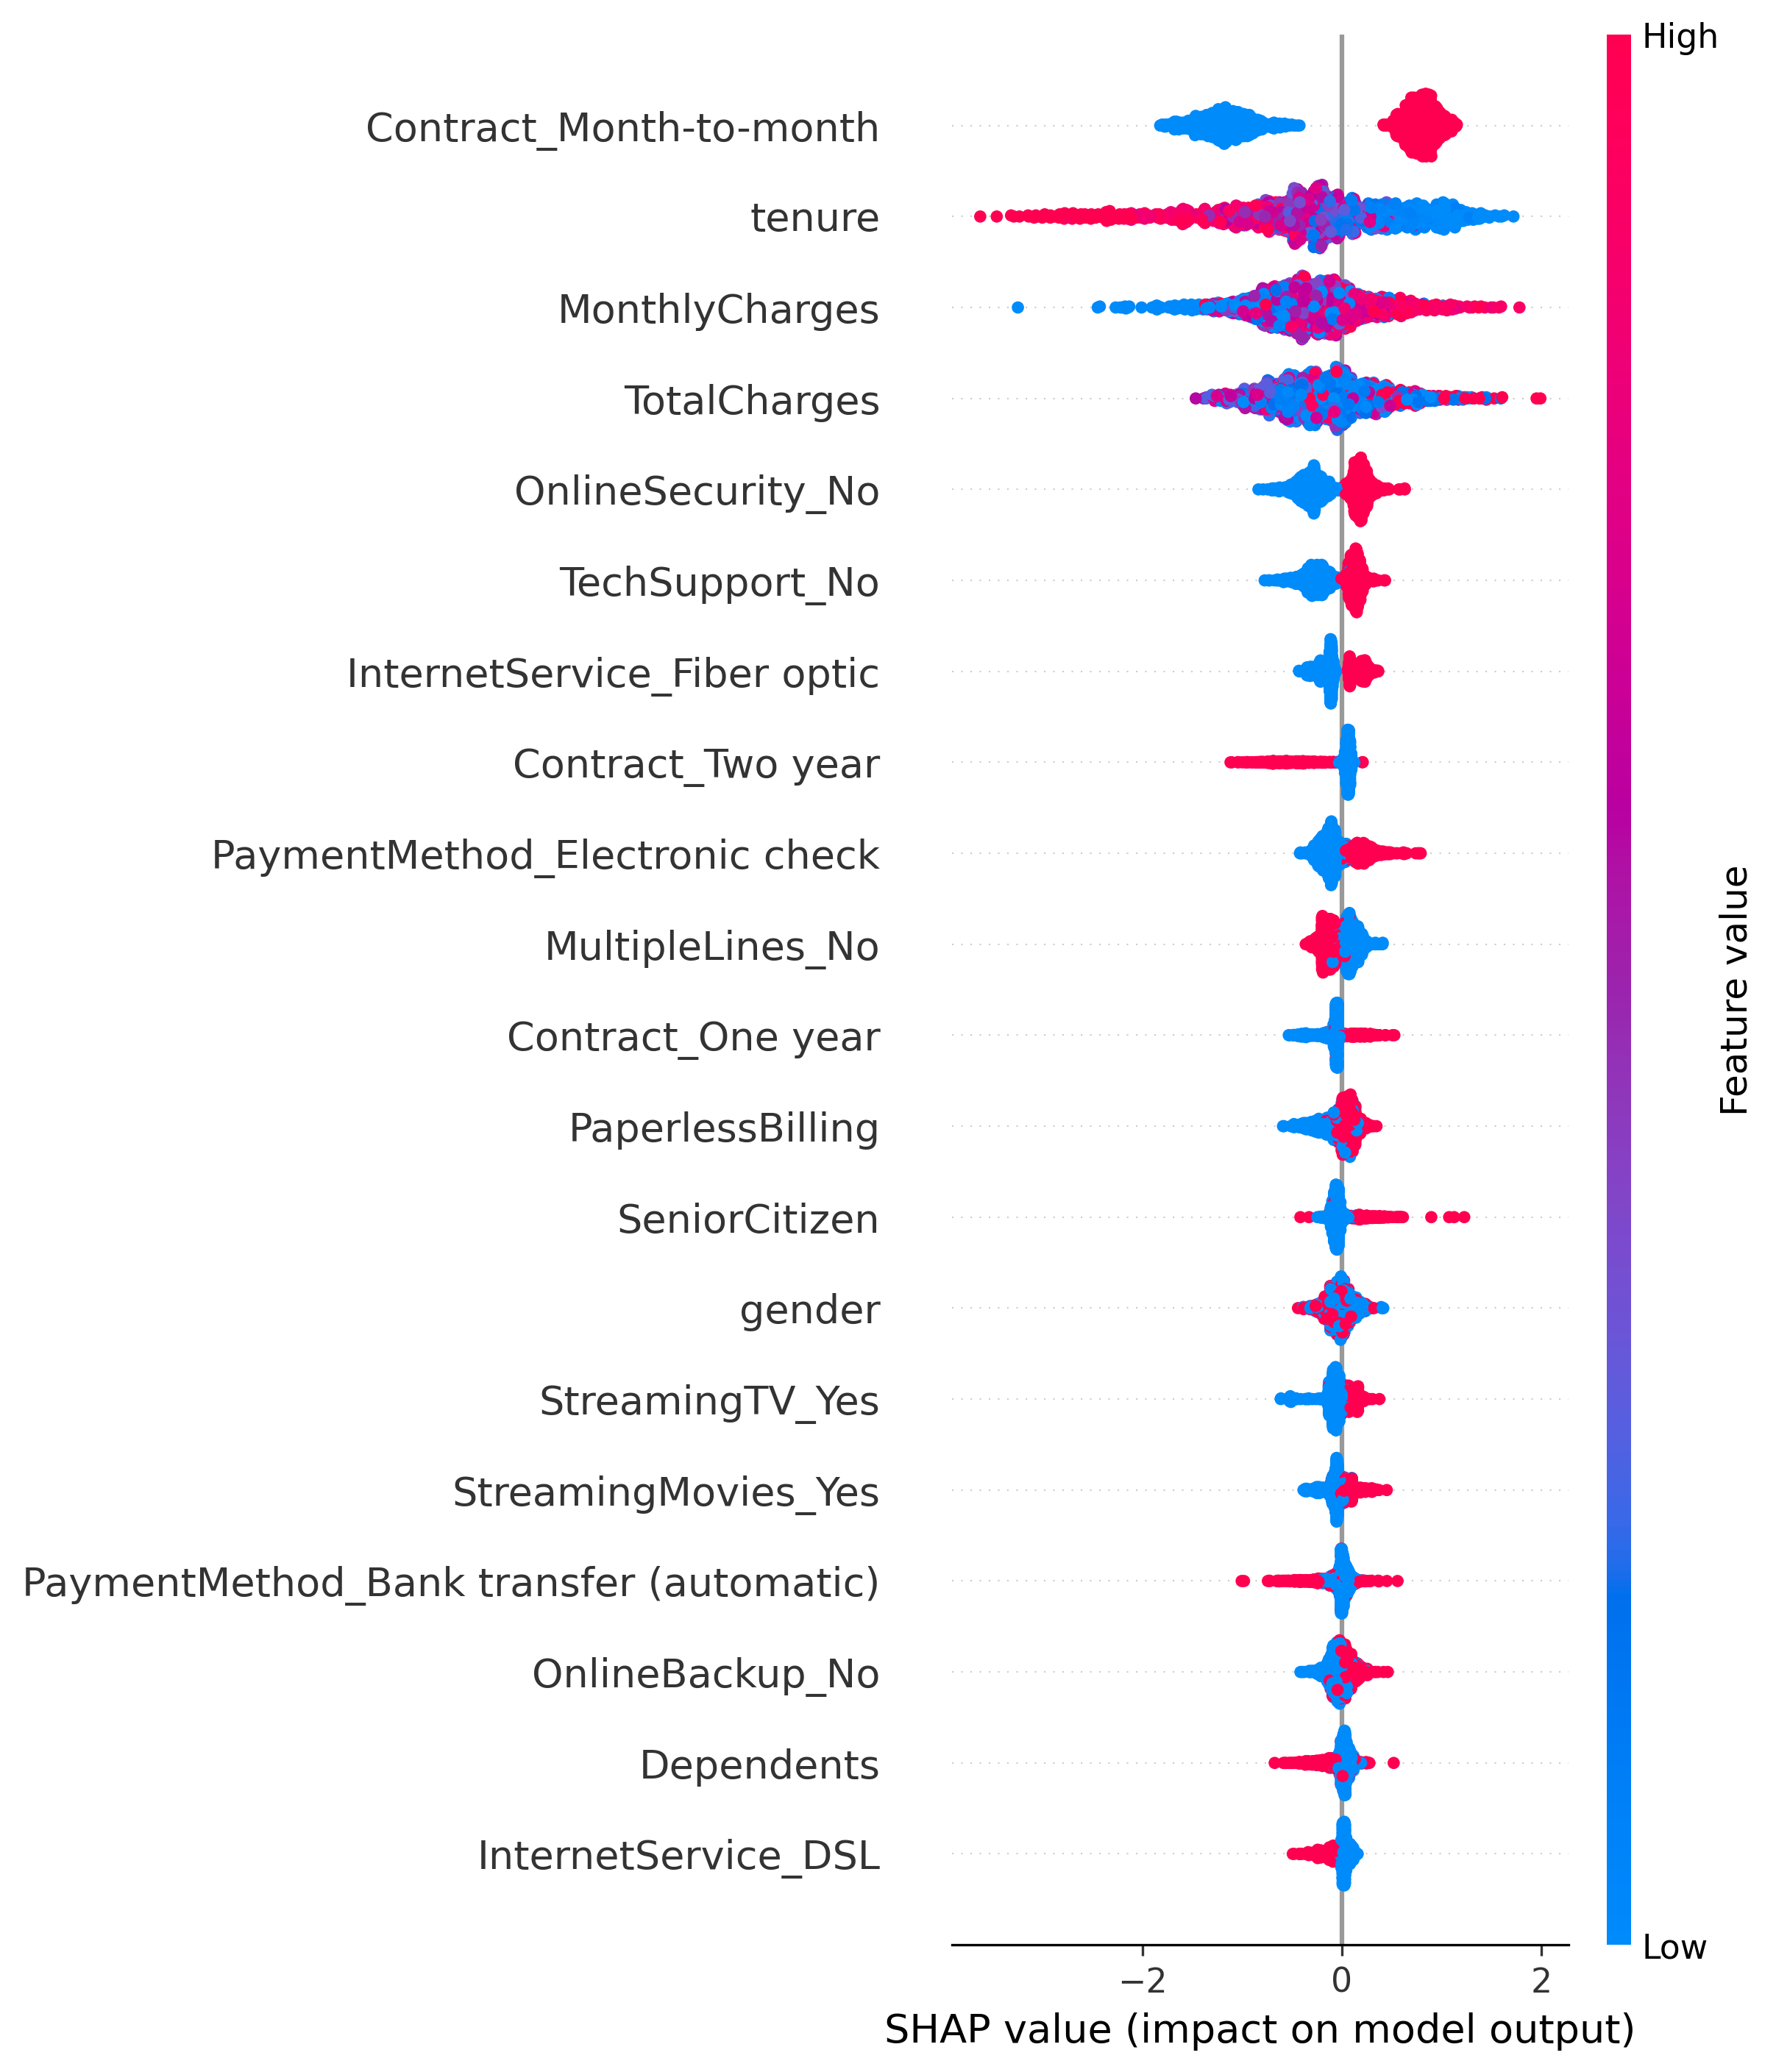 High
Contract_Month-to-month
tenure
MonthlyCharges
TotalCharges
OnlineSecurity_No
TechSupport_No
InternetService_Fiber optic
Contract_Two year
PaymentMethod_Electronic check
MultipleLines_No
Contract_One year
PaperlessBilling
SeniorCitizen
gender
StreamingTV_Yes
StreamingMovies_Yes
PaymentMethod_Bank transfer (automatic)
OnlineBackup_No
Dependents
InternetService_DSL
Feature value
Low
−2 0 2
SHAP value (impact on model output)